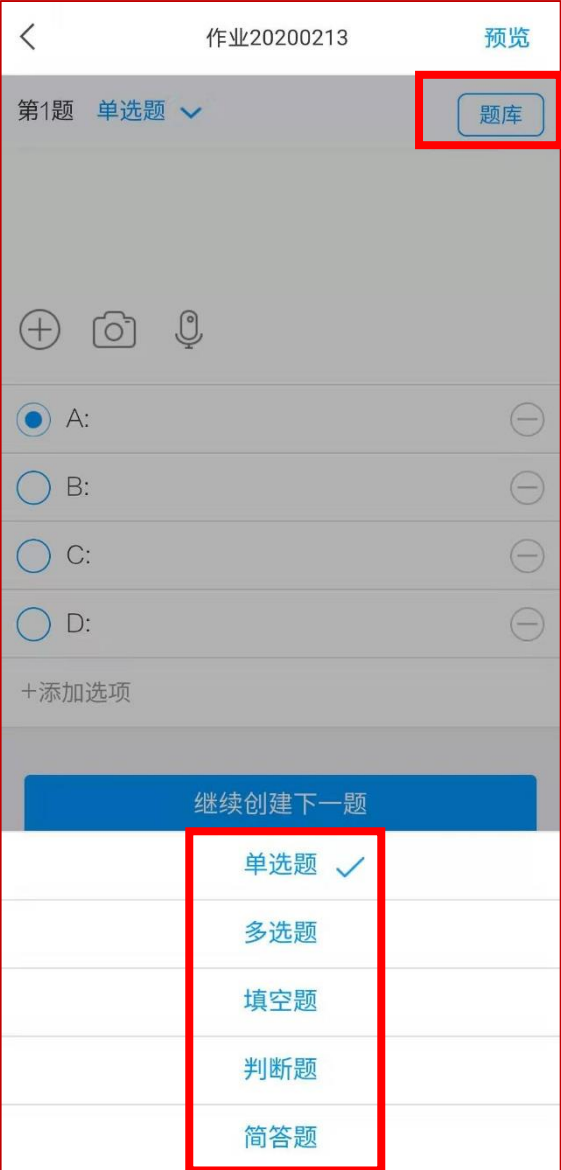 作业20200213 预览
第1题 单选题 题库
A:
B:
C:
D:
+添加选项
继续创建下一题
单选题
多选题
填空题
判断题
简答题